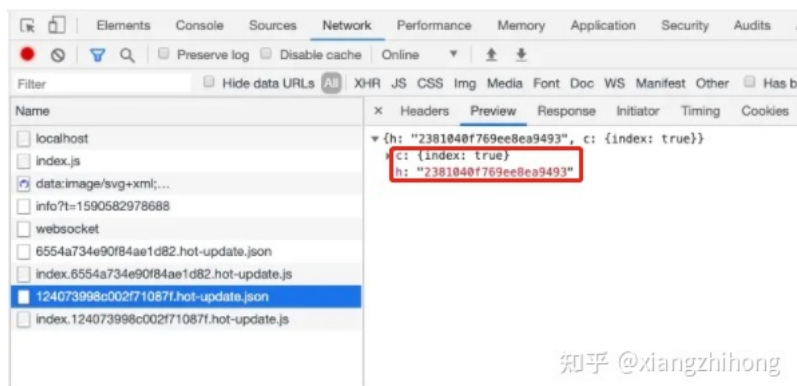 Elements Console Sources Network Performance Memory Application Security Audits
Preserve log Disable cache Online
Filter Hide data URLs All XHR JS CSS Img Media Font Doc WS Manifest Other Has b
Name × Headers Preview Response Initiator Timing Cookies
localhost
index.js
data:image/svg+xml;...
info?t=1590582978688
websocket
6554a734e90f84ae1d82.hot-update.json
index.6554a734e90f84ae1d82.hot-update.js
124073998c002f71087f.hot-update.json
index.124073998c002f71087f.hot-update.js
{h: "2381040f769ee8ea9493", c: {index: true}}
c: {index: true}
h: "2381040f769ee8ea9493"
知乎 @xiangzhihong